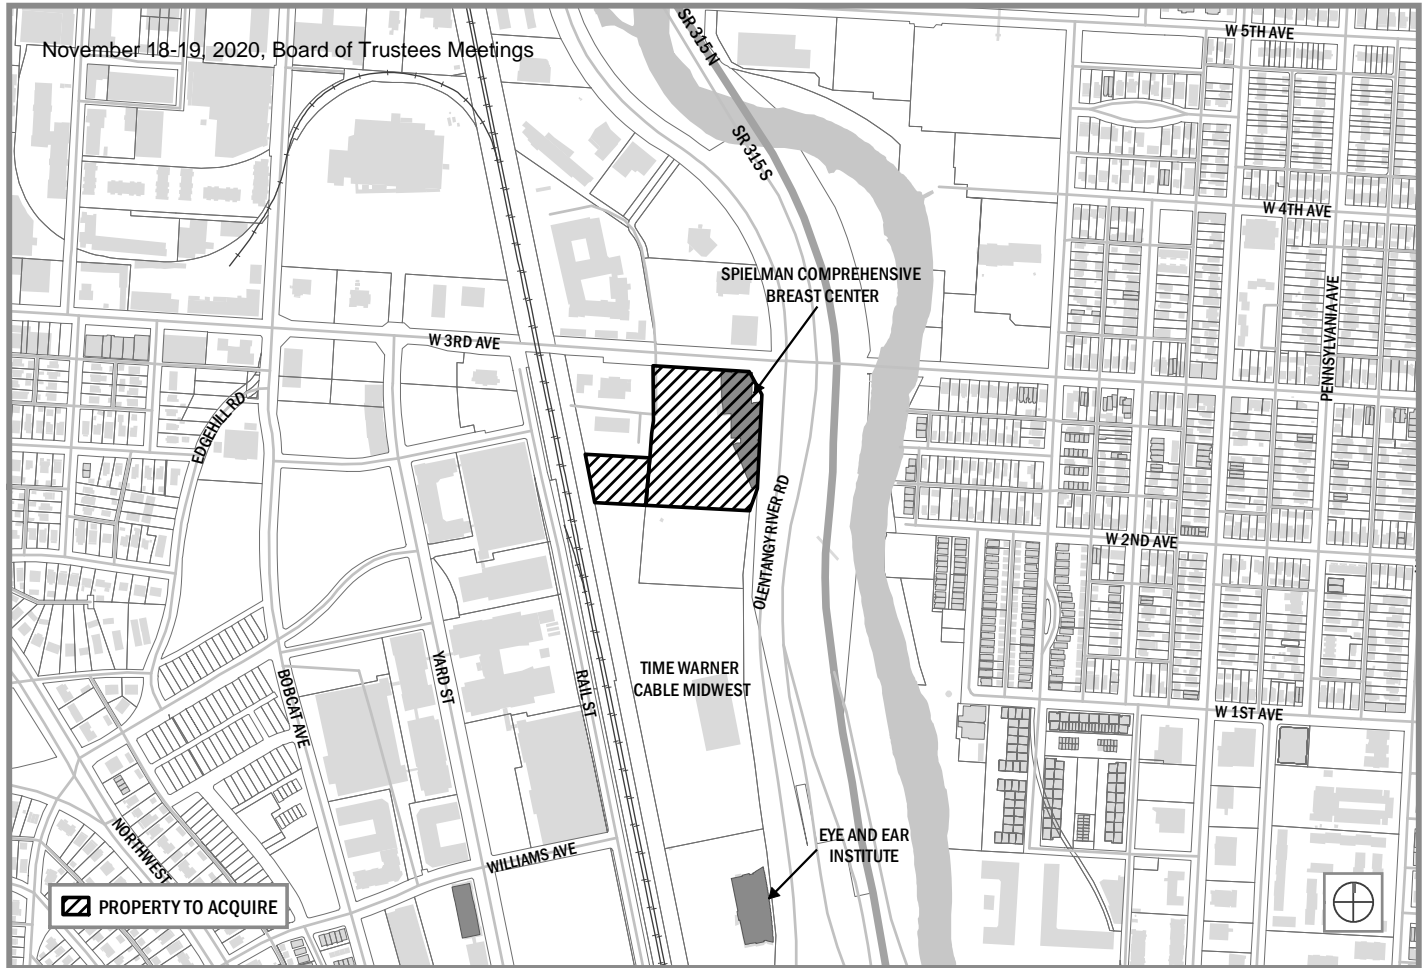 November 18-19, 2020, Board of Trustees Meetings
SR 315 N
W 5TH AVE
SR 315 S
W 4TH AVE
SPIELMAN COMPREHENSIVE
BREAST CENTER
PENNSYLVANIA AVE
W 3RD AVE
EDGEHILL RD
OLENTANGY RIVER RD
W 2ND AVE
YARD ST
BOBCAT AVE
RAIL ST
TIME WARNER
CABLE MIDWEST
W 1ST AVE
NORTHWEST
WILLIAMS AVE
EYE AND EAR
INSTITUTE
PROPERTY TO ACQUIRE